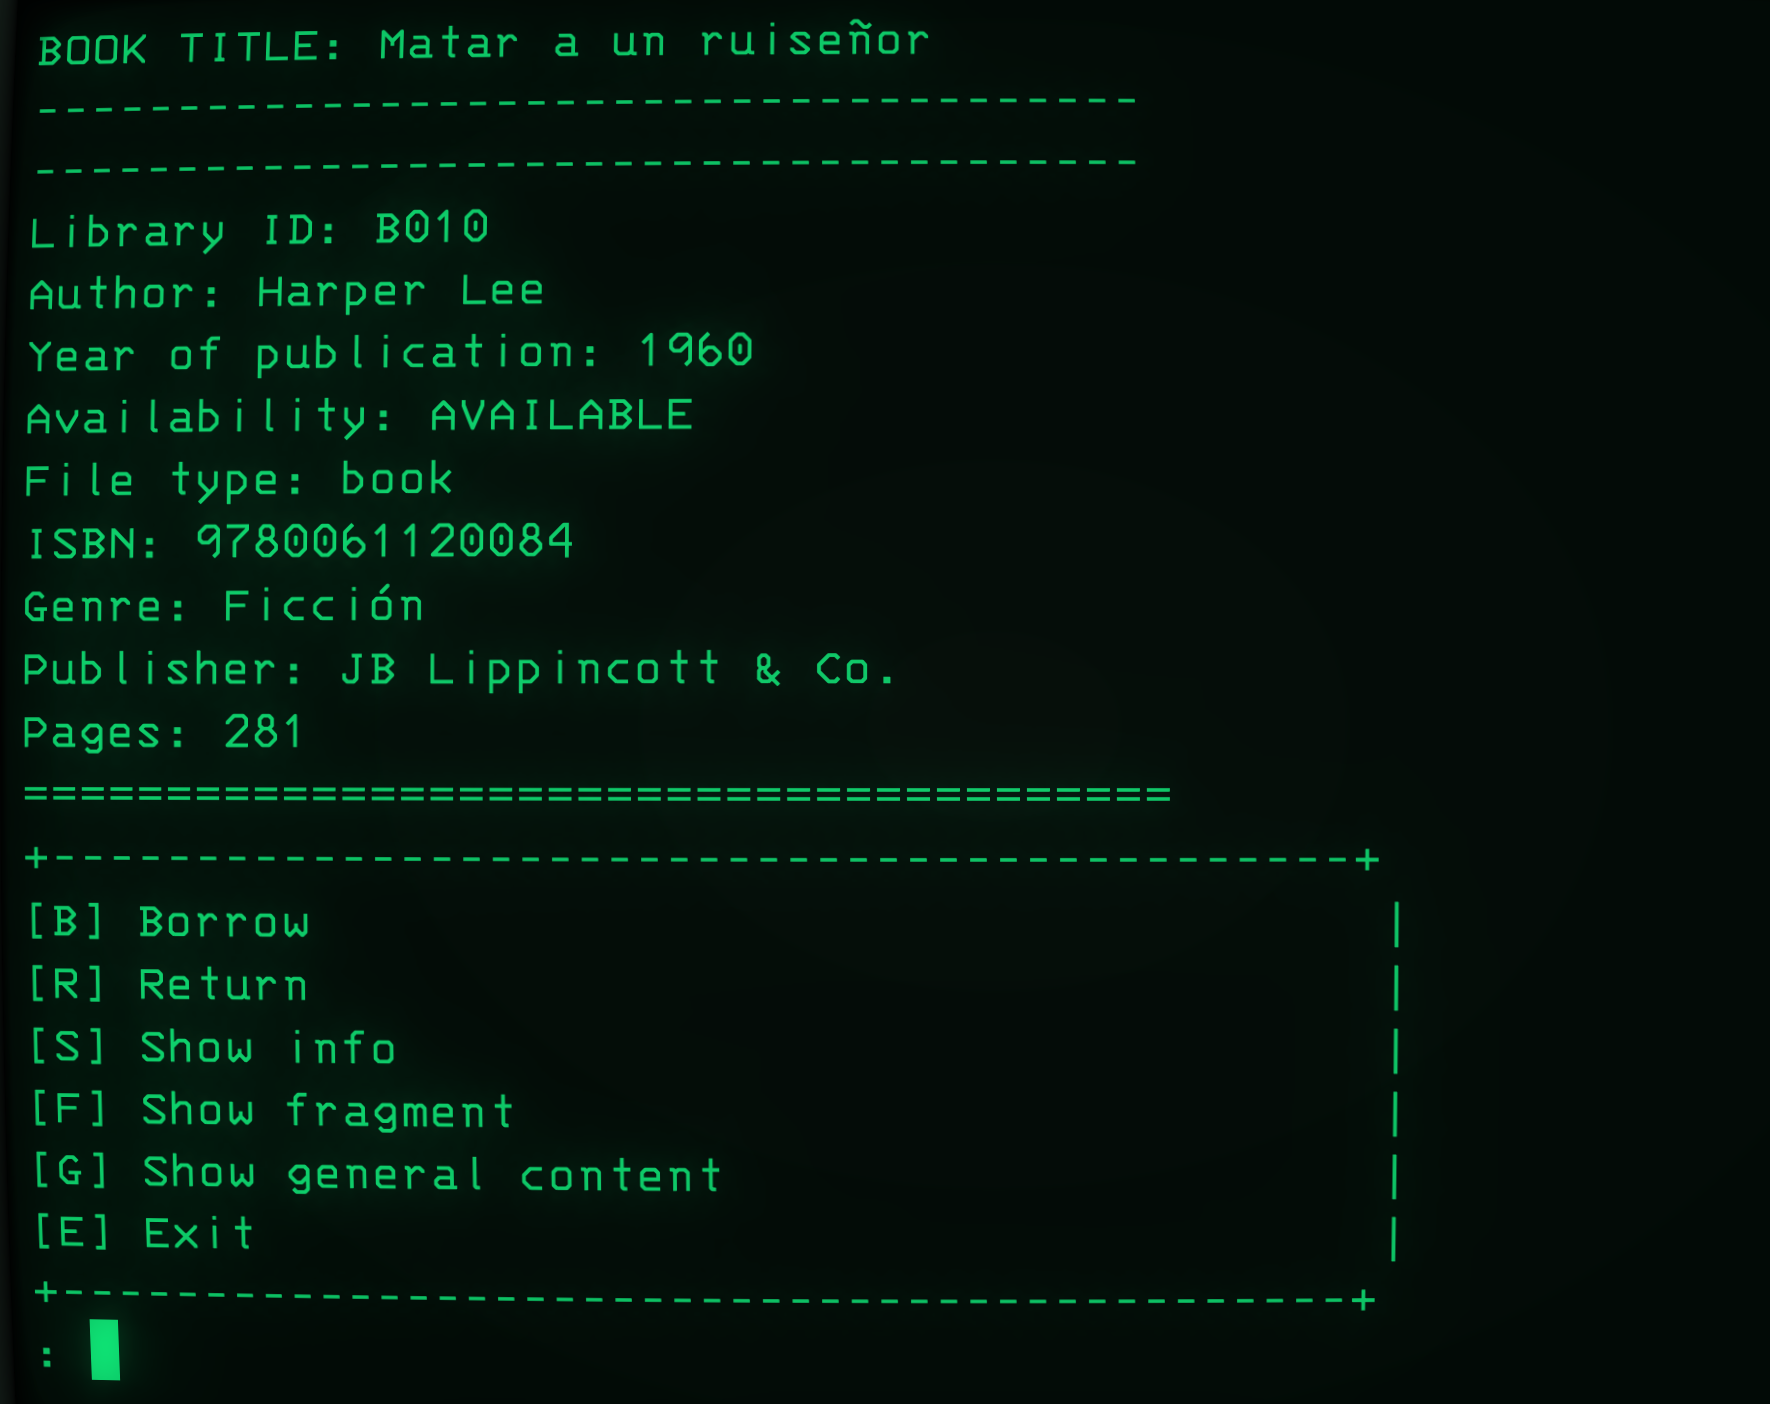 BOOK TITLE: Matar a un ruiseñor
--------------------------------------
--------------------------------------
Library ID: B010
Author: Harper Lee
Year of publication: 1960
Availability: AVAILABLE
File type: book
ISBN: 9780061120084
Genre: Ficción
Publisher: JB Lippincott & Co.
Pages: 281
=======================================
+---------------------------------------------+
[B] Borrow                                     |
[R] Return                                     |
[S] Show info                                  |
[F] Show fragment                              |
[G] Show general content                       |
[E] Exit                                       |
+---------------------------------------------+
: